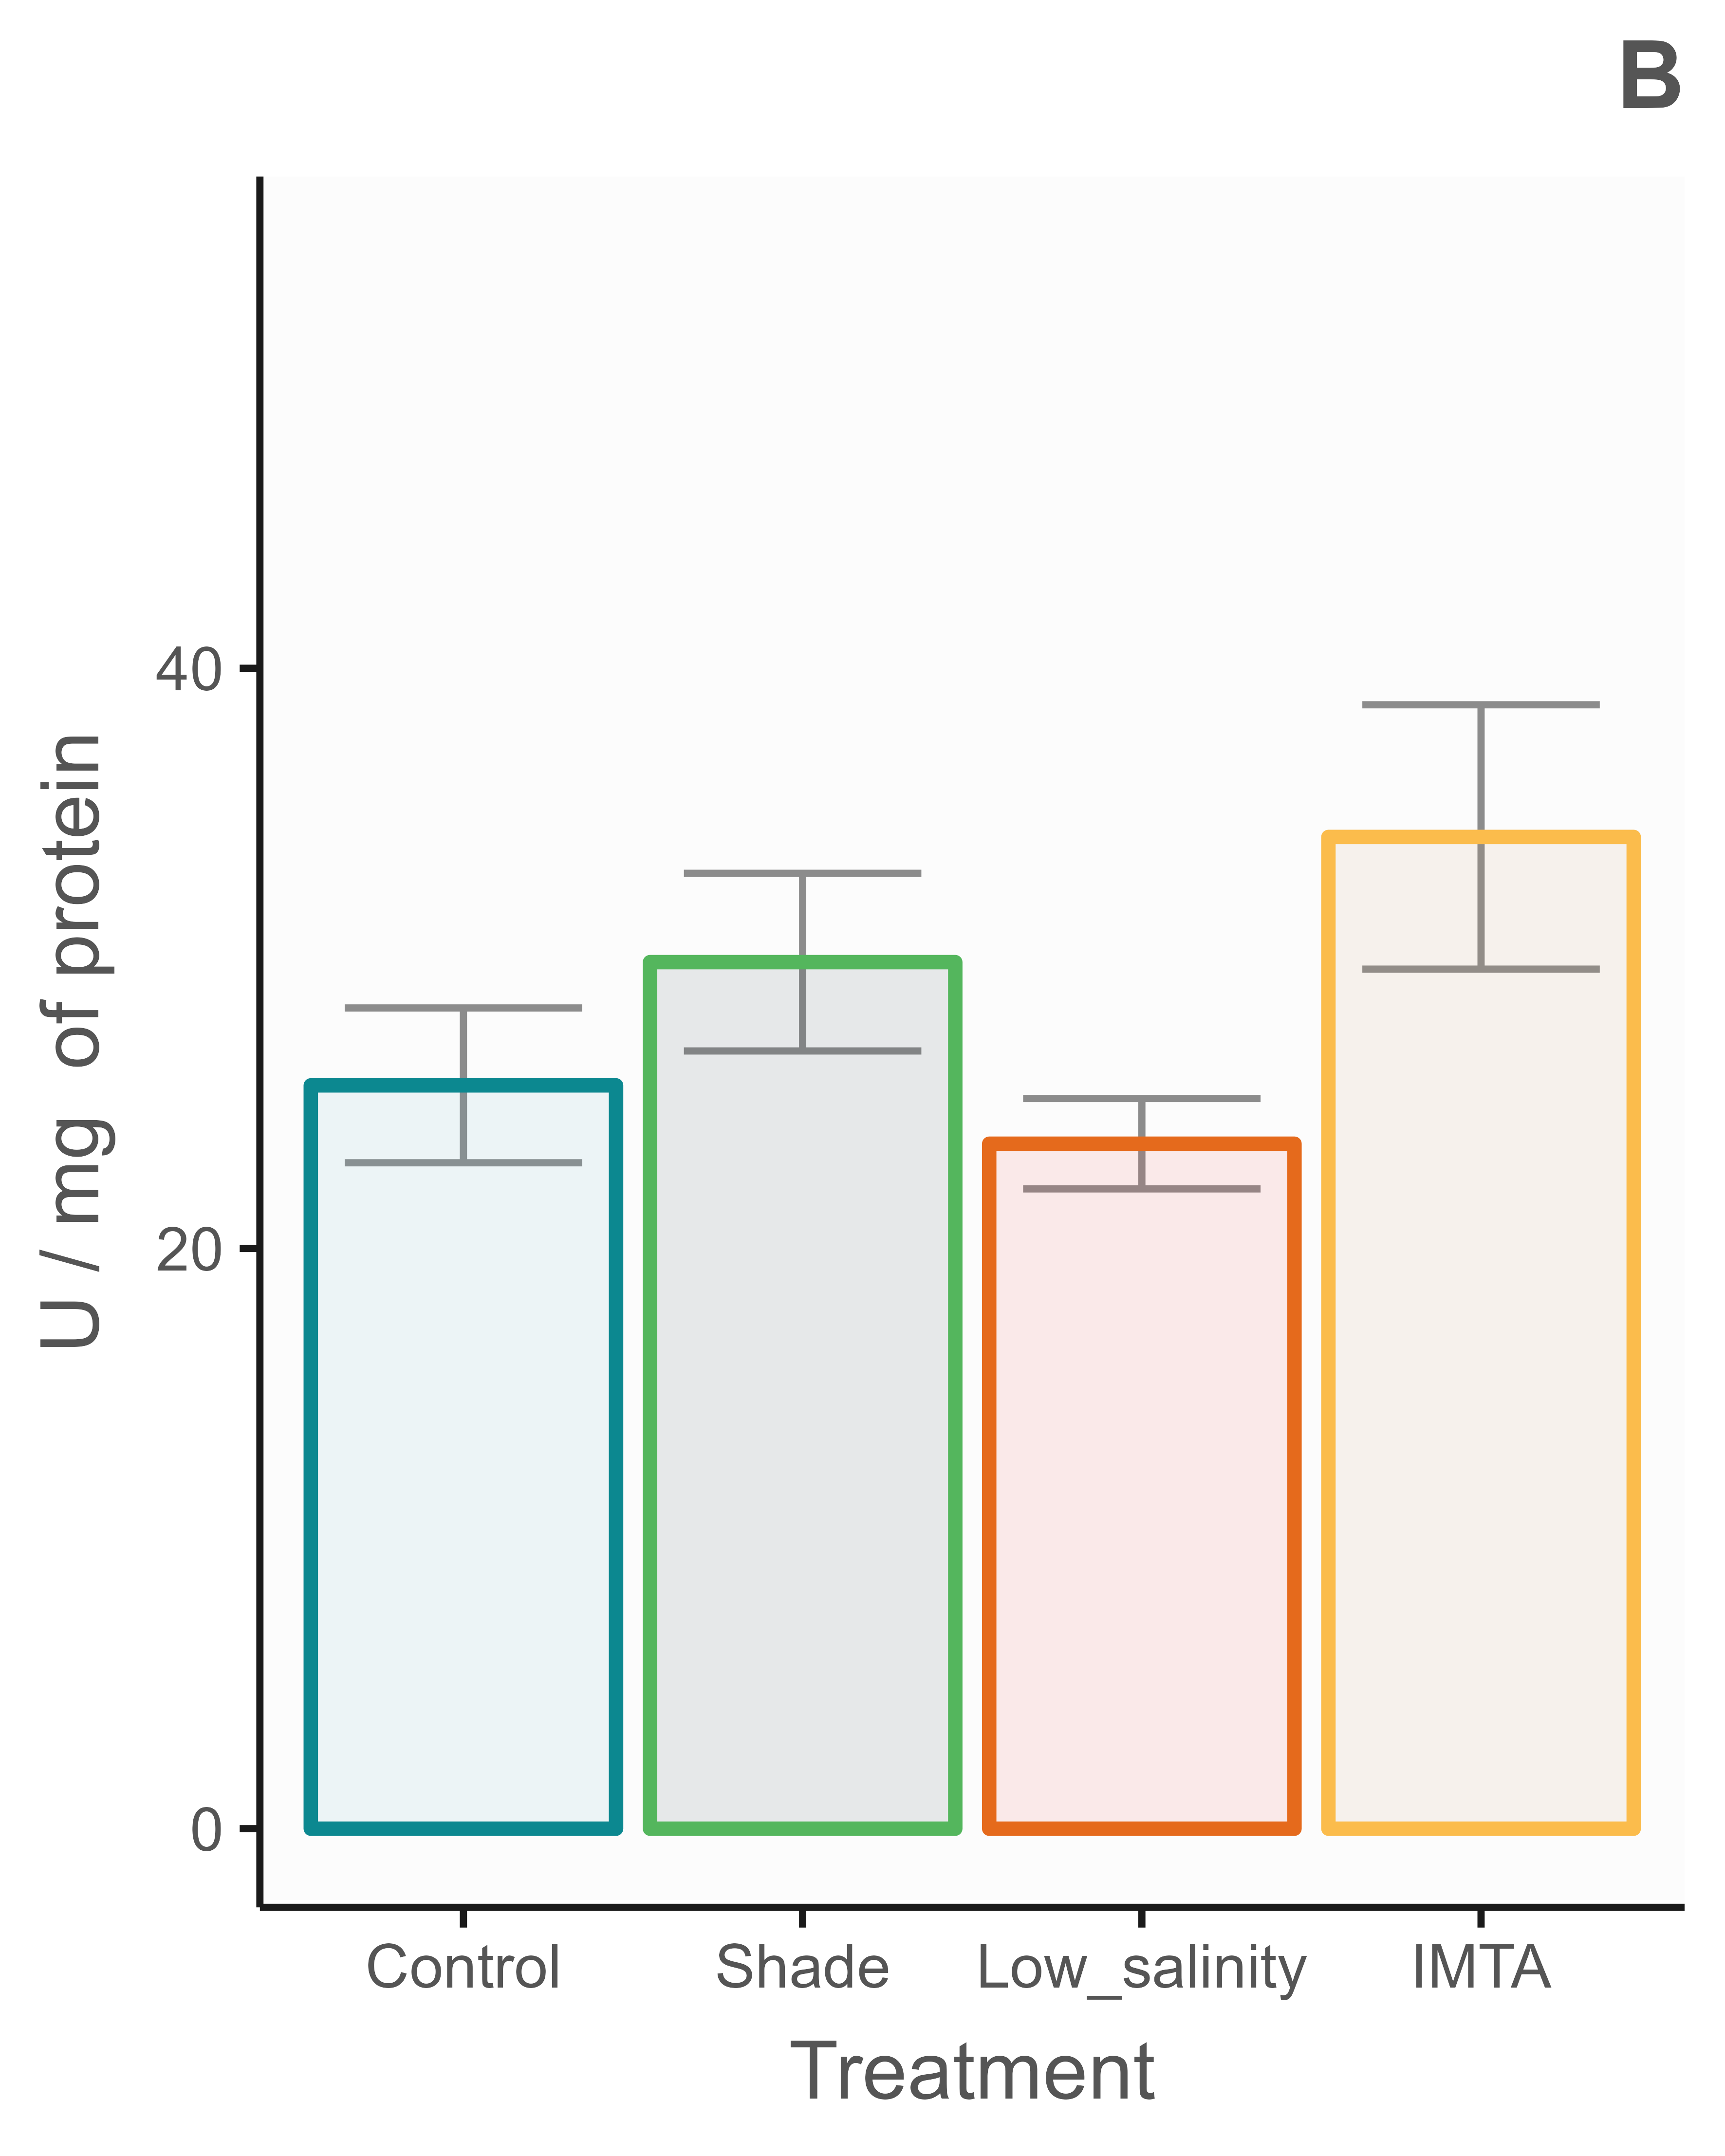 B
U / mg of protein
40
20
0
Control Shade Low_salinity IMTA
Treatment